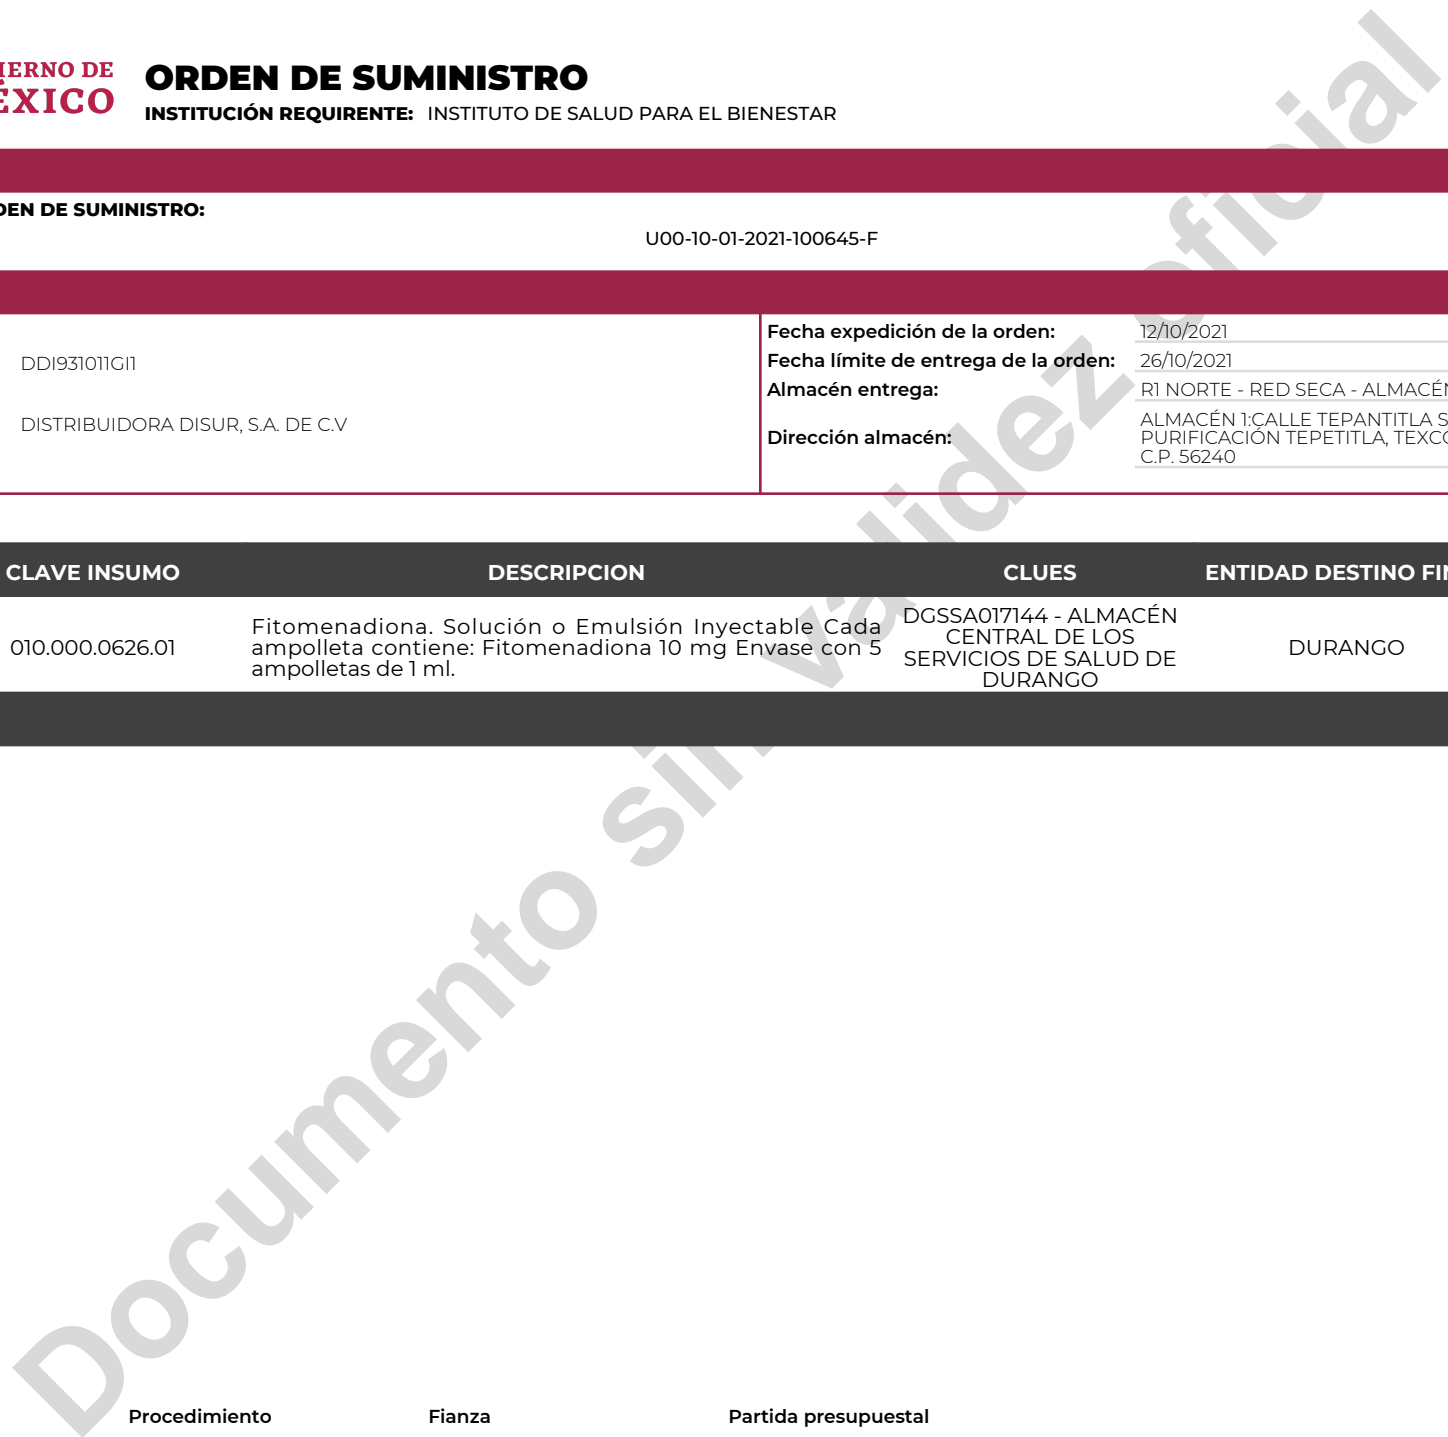 IERNO DE
ÉXICO
ORDEN DE SUMINISTRO
INSTITUCIÓN REQUIRENTE: INSTITUTO DE SALUD PARA EL BIENESTAR
DEN DE SUMINISTRO:
U00-10-01-2021-100645-F
DDI931011GI1
DISTRIBUIDORA DISUR, S.A. DE C.V
Fecha expedición de la orden: 12/10/2021
Fecha límite de entrega de la orden: 26/10/2021
Almacén entrega: R1 NORTE - RED SECA - ALMACÉN
Dirección almacén: ALMACÉN 1:CALLE TEPANTITLA S
PURIFICACIÓN TEPETITLA, TEXCO
C.P. 56240
CLAVE INSUMO DESCRIPCION CLUES ENTIDAD DESTINO FIN
010.000.0626.01
Fitomenadiona. Solución o Emulsión Inyectable Cada
ampolleta contiene: Fitomenadiona 10 mg Envase con 5
ampolletas de 1 ml.
DGSSA017144 - ALMACÉN
CENTRAL DE LOS
SERVICIOS DE SALUD DE
DURANGO
DURANGO
Documento sin validez oficial
Procedimiento Fianza Partida presupuestal